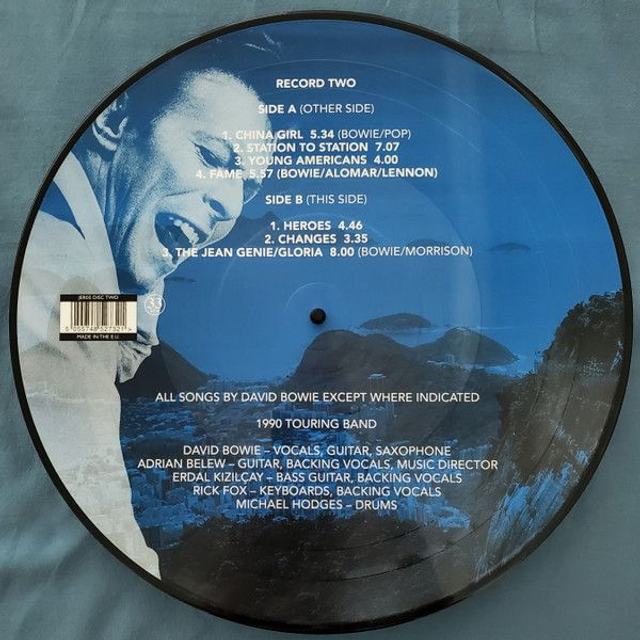 RECORD TWO
SIDE A (OTHER SIDE)
1. CHINA GIRL 5.34 (BOWIE/POP)
2. STATION TO STATION 7.07
3. YOUNG AMERICANS 4.00
4. FAME 5.57 (BOWIE/ALOMAR/LENNON)
SIDE B (THIS SIDE)
1. HEROES 4.46
2. CHANGES 3.35
3. THE JEAN GENIE/GLORIA 8.00 (BOWIE/MORRISON)
DISC TWO
33
MADE IN THE E.U.
ALL SONGS BY DAVID BOWIE EXCEPT WHERE INDICATED
1990 TOURING BAND
DAVID BOWIE – VOCALS, GUITAR, SAXOPHONE
ADRIAN BELEW – GUITAR, BACKING VOCALS, MUSIC DIRECTOR
ERDAL KIZILÇAY – BASS GUITAR, BACKING VOCALS
RICK FOX – KEYBOARDS, BACKING VOCALS
MICHAEL HODGES – DRUMS